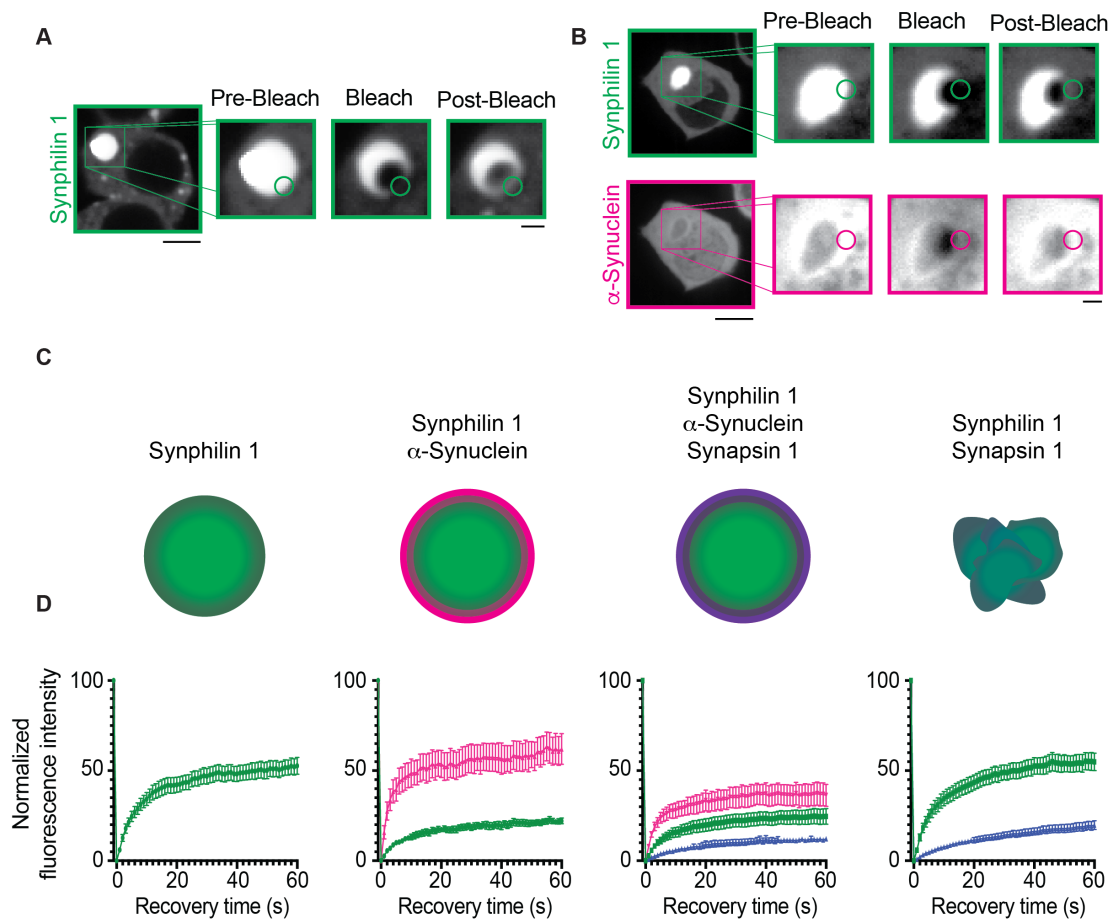 A
Pre-Bleach
Bleach
Post-Bleach
Synphilin 1
B
Pre-Bleach
Bleach
Post-Bleach
Synphilin 1
α-Synuclein
C
Synphilin 1
Synphilin 1
α-Synuclein
Synphilin 1
α-Synuclein
Synapsin 1
Synphilin 1
Synapsin 1
D
Normalized
fluorescence intensity
100
50
0
0 20 40 60
Recovery time (s)
100
50
0
0 20 40 60
Recovery time (s)
100
50
0
0 20 40 60
Recovery time (s)
100
50
0
0 20 40 60
Recovery time (s)